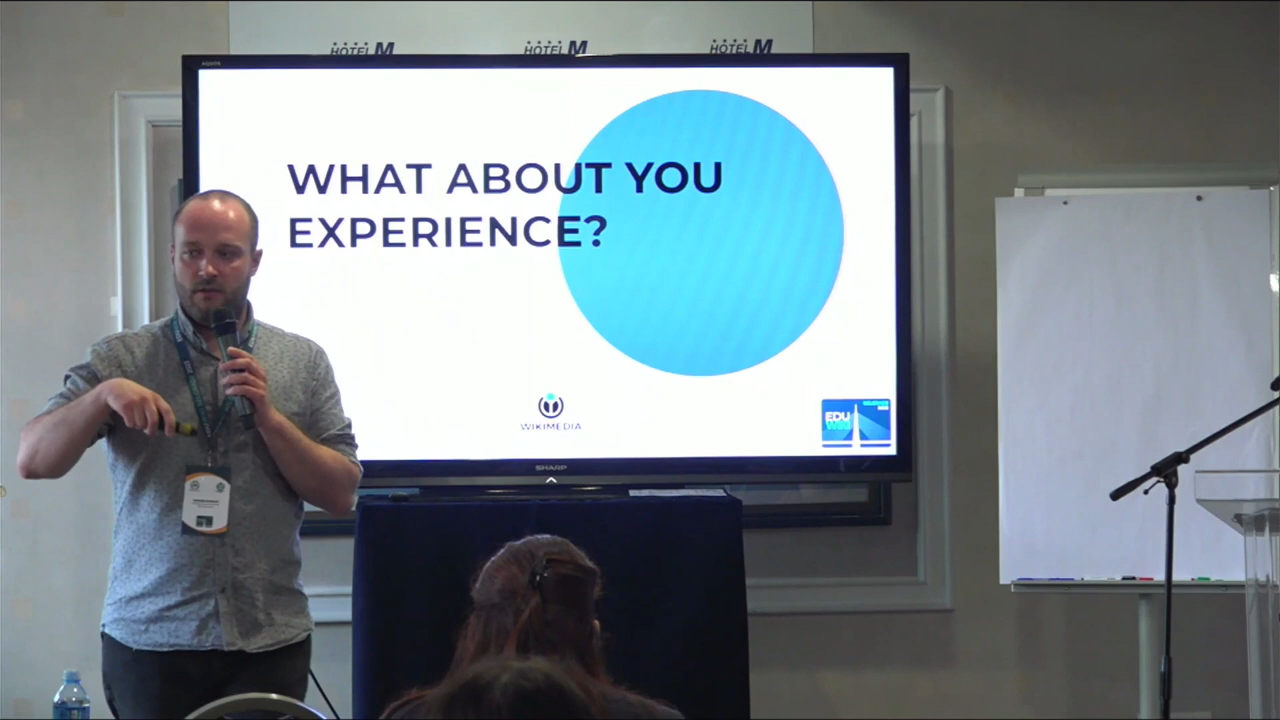 HOTEL M
HOTEL M
HOTEL M
WHAT ABOUT YOU
EXPERIENCE?
WIKIMEDIA
EDU
WIKI
SHARP